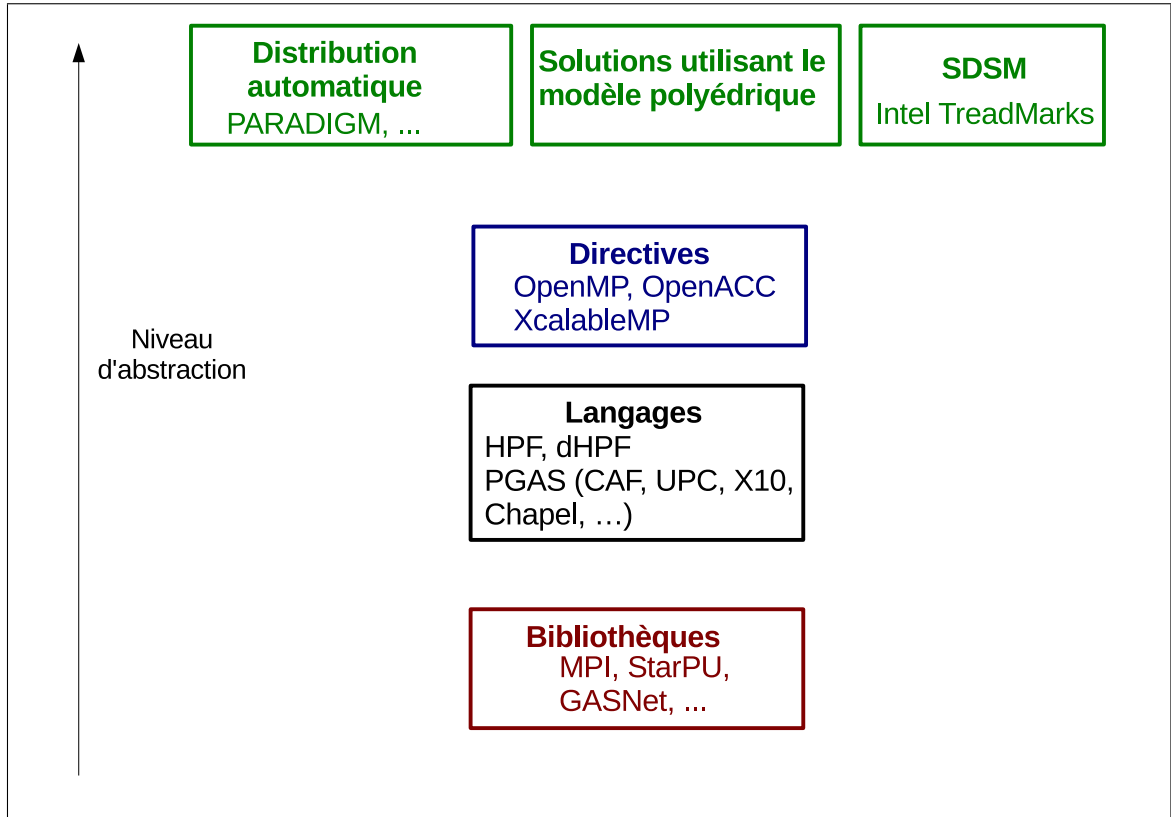 Distribution
automatique
PARADIGM, ...
Solutions utilisant le
modèle polyédrique
SDSM
Intel TreadMarks
Directives
OpenMP, OpenACC
XcalableMP
Niveau
d'abstraction
Langages
HPF, dHPF
PGAS (CAF, UPC, X10,
Chapel, …)
Bibliothèques
MPI, StarPU,
GASNet, ...